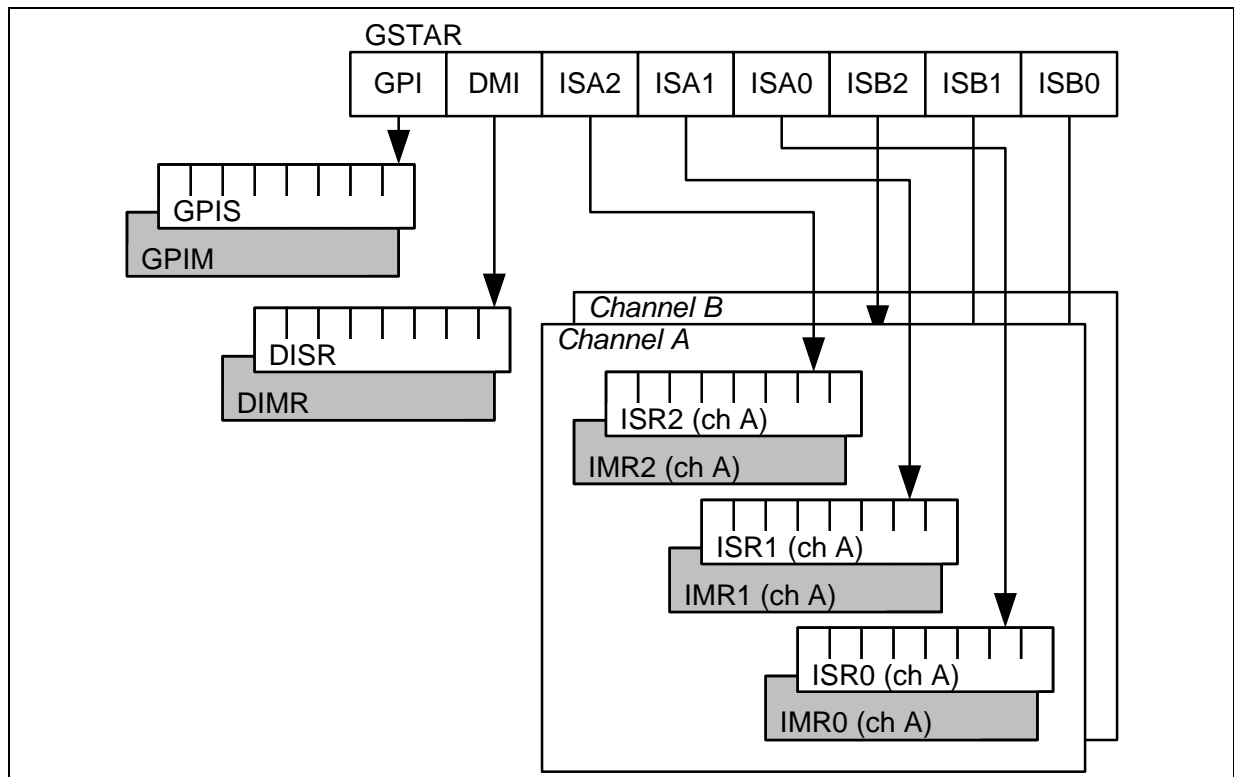 GSTAR
GPI DMI ISA2 ISA1 ISA0 ISB2 ISB1 ISB0
GPIS
GPIM
DISR
DIMR
Channel B
Channel A
ISR2 (ch A)
IMR2 (ch A)
ISR1 (ch A)
IMR1 (ch A)
ISR0 (ch A)
IMR0 (ch A)